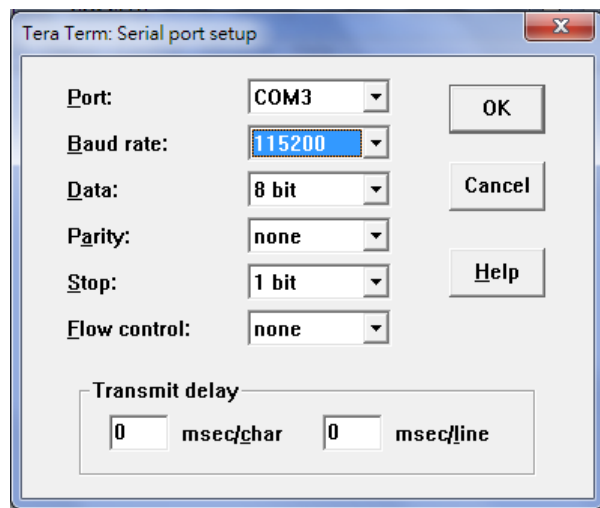 Tera Term: Serial port setup
x
Port: COM3
OK
Baud rate: 115200
Data: 8 bit
Cancel
Parity: none
Stop: 1 bit
Help
Flow control: none
Transmit delay
0 msec/char 0 msec/line